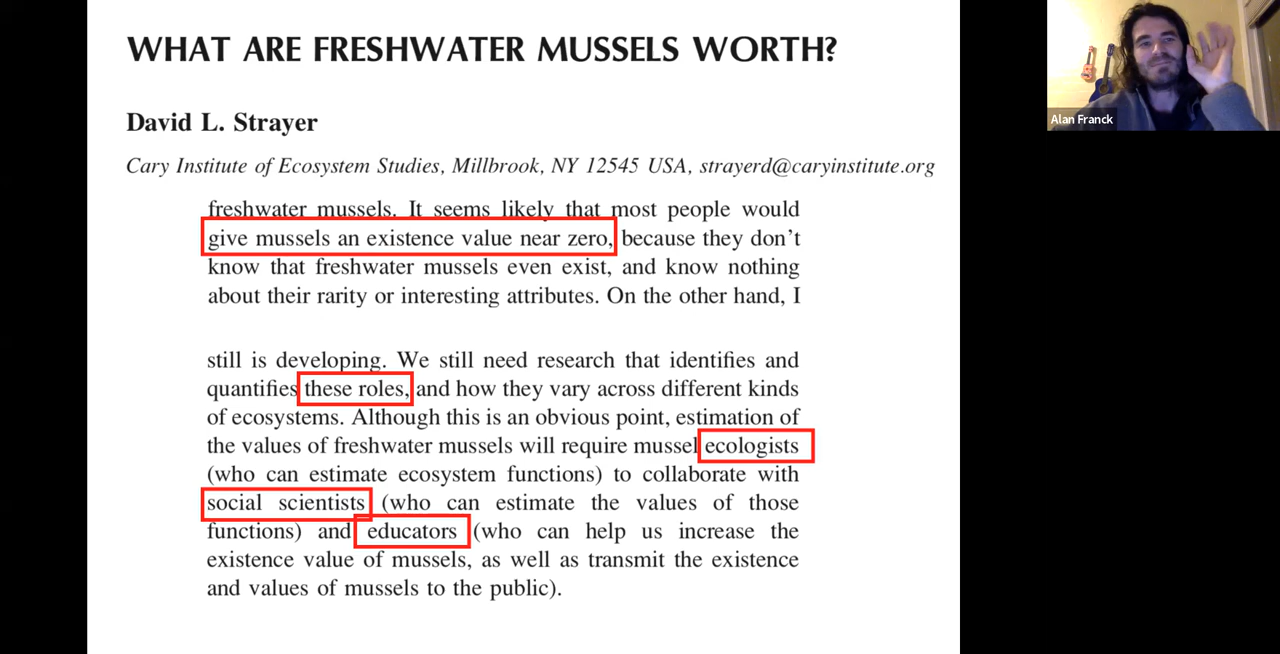 WHAT ARE FRESHWATER MUSSELS WORTH?
Alan Franck
David L. Strayer
Cary Institute of Ecosystem Studies, Millbrook, NY 12545 USA, strayerd@caryinstitute.org
freshwater mussels. It seems likely that most people would
give mussels an existence value near zero, because they don't
know that freshwater mussels even exist, and know nothing
about their rarity or interesting attributes. On the other hand, I
still is developing. We still need research that identifies and
quantifies these roles, and how they vary across different kinds
of ecosystems. Although this is an obvious point, estimation of
the values of freshwater mussels will require mussel ecologists
(who can estimate ecosystem functions) to collaborate with
social scientists (who can estimate the values of those
functions) and educators (who can help us increase the
existence value of mussels, as well as transmit the existence
and values of mussels to the public).